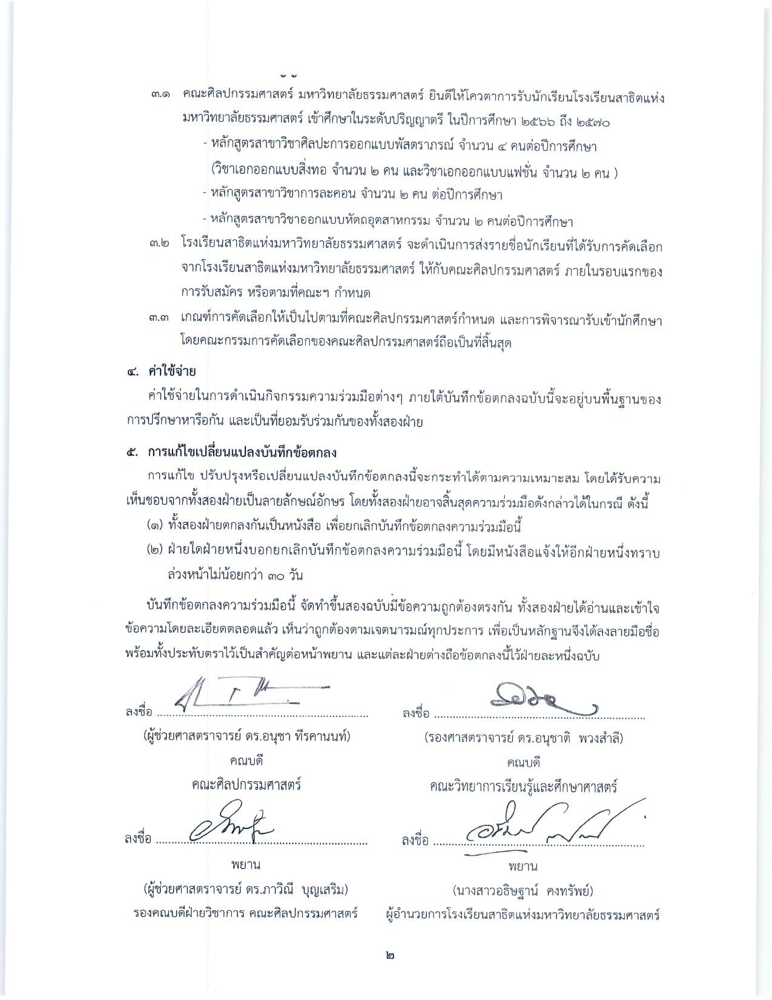 ๓.๑ คณะศิลปกรรมศาสตร์ มหาวิทยาลัยธรรมศาสตร์ ยินดีให้โควตาการรับนักเรียนโรงเรียนสาธิตแห่ง
มหาวิทยาลัยธรรมศาสตร์ เข้าศึกษาในระดับปริญญาตรี ในปีการศึกษา ๒๕๖๖ ถึง ๒๕๗๐
- หลักสูตรสาขาวิชาศิลปะการออกแบบพัสตราภรณ์ จำนวน ๔ คนต่อปีการศึกษา
(วิชาเอกออกแบบสิ่งทอ จำนวน ๒ คน และวิชาเอกออกแบบแฟชั่น จำนวน ๒ คน )
- หลักสูตรสาขาวิชาการละคอน จำนวน ๒ คน ต่อปีการศึกษา
- หลักสูตรสาขาวิชาออกแบบหัตถอุตสาหกรรม จำนวน ๒ คนต่อปีการศึกษา
๓.๒ โรงเรียนสาธิตแห่งมหาวิทยาลัยธรรมศาสตร์ จะดำเนินการส่งรายชื่อนักเรียนที่ได้รับการคัดเลือก
จากโรงเรียนสาธิตแห่งมหาวิทยาลัยธรรมศาสตร์ ให้กับคณะศิลปกรรมศาสตร์ ภายในรอบแรกของ
การรับสมัคร หรือตามที่คณะฯ กำหนด
๓.๓ เกณฑ์การคัดเลือกให้เป็นไปตามที่คณะศิลปกรรมศาสตร์กำหนด และการพิจารณารับเข้านักศึกษา
โดยคณะกรรมการคัดเลือกของคณะศิลปกรรมศาสตร์ถือเป็นที่สิ้นสุด
๔. ค่าใช้จ่าย
ค่าใช้จ่ายในการดำเนินกิจกรรมความร่วมมือต่างๆ ภายใต้บันทึกข้อตกลงฉบับนี้จะอยู่บนพื้นฐานของ
การปรึกษาหารือกัน และเป็นที่ยอมรับร่วมกันของทั้งสองฝ่าย
๕. การแก้ไขเปลี่ยนแปลงบันทึกข้อตกลง
การแก้ไข ปรับปรุงหรือเปลี่ยนแปลงบันทึกข้อตกลงนี้จะกระทำได้ตามความเหมาะสม โดยได้รับความ
เห็นชอบจากทั้งสองฝ่ายเป็นลายลักษณ์อักษร โดยทั้งสองฝ่ายอาจสิ้นสุดความร่วมมือดังกล่าวได้ในกรณี ดังนี้
(๑) ทั้งสองฝ่ายตกลงกันเป็นหนังสือ เพื่อยกเลิกบันทึกข้อตกลงความร่วมมือนี้
(๒) ฝ่ายใดฝ่ายหนึ่งบอกยกเลิกบันทึกข้อตกลงความร่วมมือนี้ โดยมีหนังสือแจ้งให้อีกฝ่ายหนึ่งทราบ
ล่วงหน้าไม่น้อยกว่า ๓๐ วัน
บันทึกข้อตกลงความร่วมมือนี้ จัดทำขึ้นสองฉบับมีข้อความถูกต้องตรงกัน ทั้งสองฝ่ายได้อ่านและเข้าใจ
ข้อความโดยละเอียดตลอดแล้ว เห็นว่าถูกต้องตามเจตนารมณ์ทุกประการ เพื่อเป็นหลักฐานจึงได้ลงลายมือชื่อ
พร้อมทั้งประทับตราไว้เป็นสำคัญต่อหน้าพยาน และแต่ละฝ่ายต่างถือข้อตกลงนี้ไว้ฝ่ายละหนึ่งฉบับ
ลงชื่อ ........................ ลงชื่อ ........................
(ผู้ช่วยศาสตราจารย์ ดร.อนุชา ทีรคานนท์) (รองศาสตราจารย์ ดร.อนุชาติ พวงสำลี)
คณบดี คณบดี
คณะศิลปกรรมศาสตร์ คณะวิทยาการเรียนรู้และศึกษาศาสตร์
ลงชื่อ ........................ ลงชื่อ ........................
พยาน พยาน
(ผู้ช่วยศาสตราจารย์ ดร.ภาวิณี บุญเสริม) (นางสาวอธิษฐาน์ คงทรัพย์)
รองคณบดีฝ่ายวิชาการ คณะศิลปกรรมศาสตร์ ผู้อำนวยการโรงเรียนสาธิตแห่งมหาวิทยาลัยธรรมศาสตร์
๒